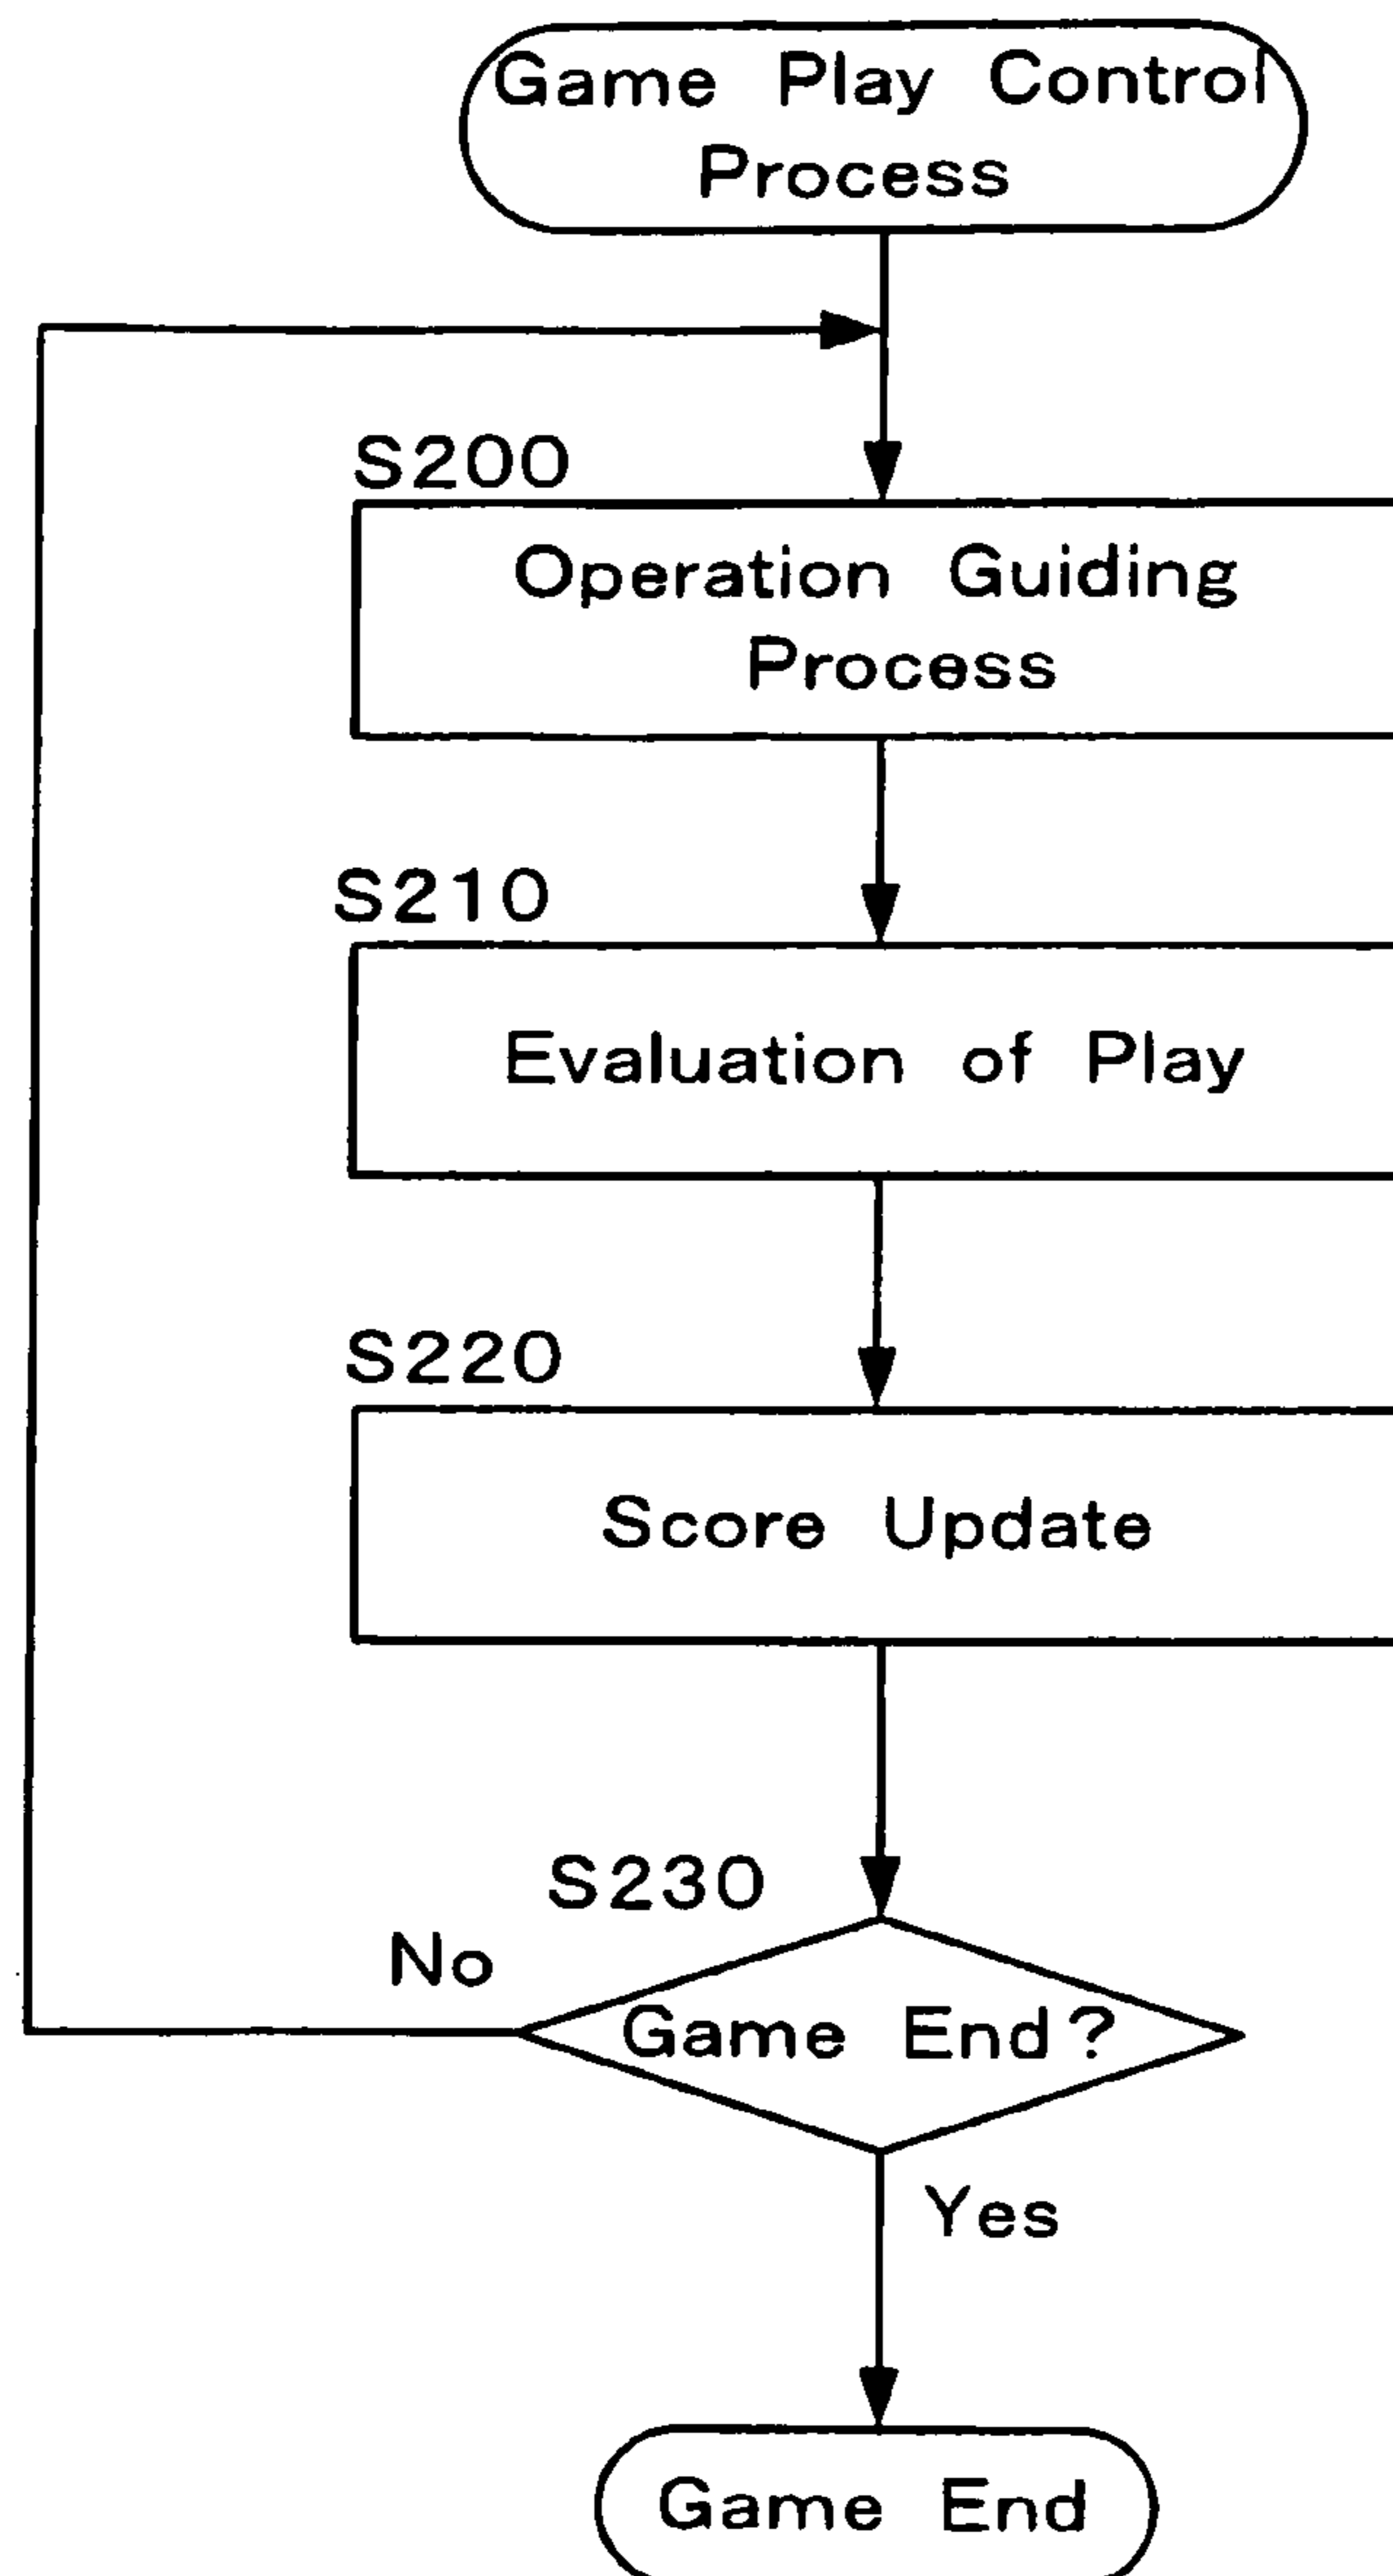 Game Play Control
Process
S200
Operation Guiding
Process
S210
Evaluation of Play
S220
Score Update
S230
No
Game End?
Yes
Game End